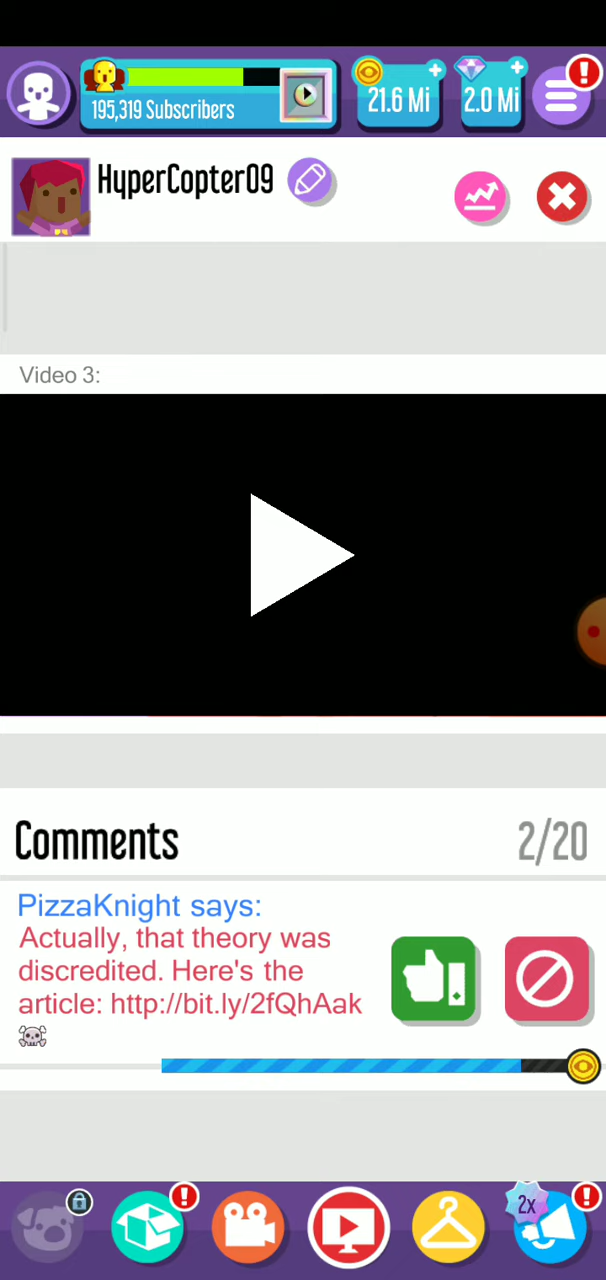 195,319 Subscribers
21.6 Mi
2.0 Mi
HyperCopter09
Video 3:
Comments
2/20
PizzaKnight says:
Actually, that theory was
discredited. Here's the
article: http://bit.ly/2fQhAak
2x